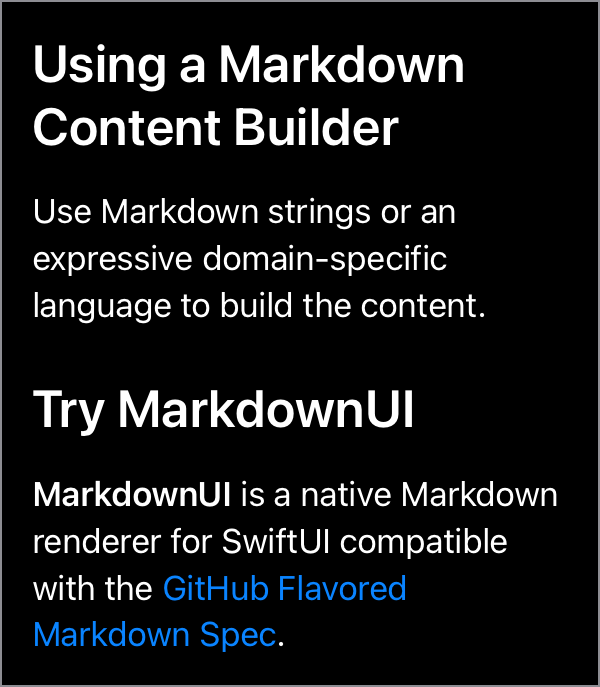 Using a Markdown
Content Builder
Use Markdown strings or an
expressive domain-specific
language to build the content.
Try MarkdownUI
MarkdownUI is a native Markdown
renderer for SwiftUI compatible
with the GitHub Flavored
Markdown Spec.